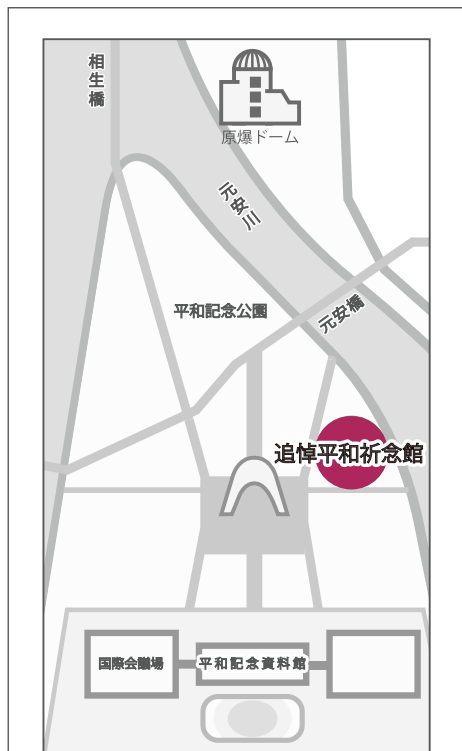 相生橋
原爆ドーム
元安川
平和記念公園
元安橋
追悼平和祈念館
国際会議場
平和記念資料館